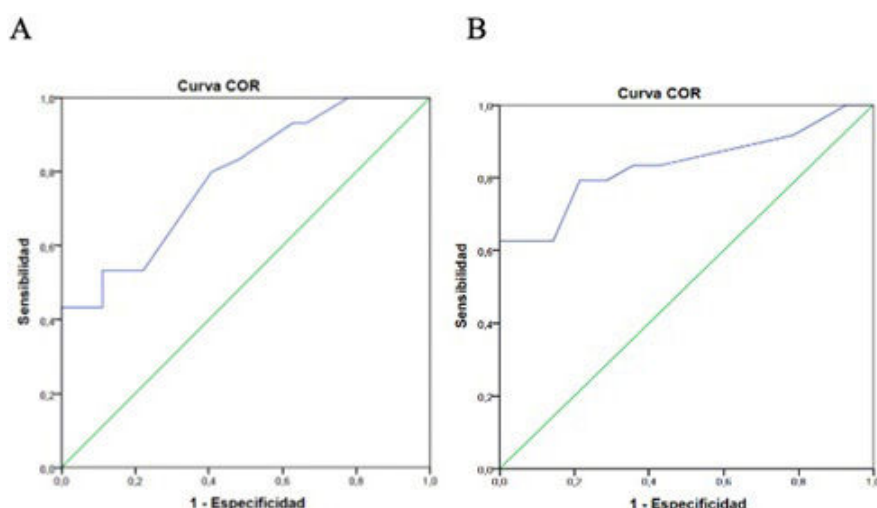 A
B
Curva COR
1,0
0,8
0,6
0,4
0,2
0,0
Sensibilidad
0,0 0,2 0,4 0,6 0,8 1,0
1 - Especificidad
Curva COR
1,0
0,8
0,6
0,4
0,2
0,0
Sensibilidad
0,0 0,2 0,4 0,6 0,8 1,0
1 - Especificidad